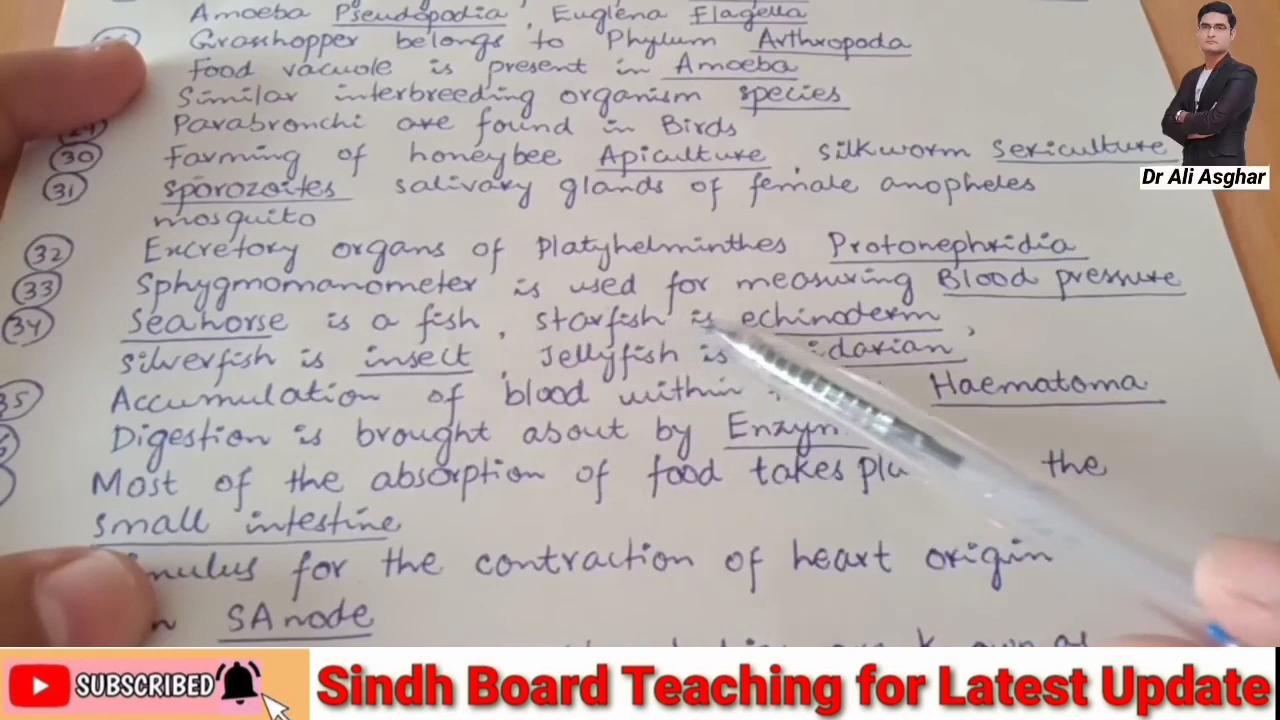 Amoeba Pseudopodia, Euglena Flagella
Grasshopper belongs to Phylum Arthropoda
Food vacuole is present in Amoeba
Similar interbreeding organism species
Parabronchi are found in Birds
30 Farming of honeybee Apiculture, silkworm Sericulture
31 sporozoites salivary glands of female anopheles
mosquito
32 Excretory organs of Platyhelminthes Protonephridia
33 Sphygmomanometer is used for measuring Blood pressure
34 Seahorse is a fish, starfish is echinoderm,
Silverfish is insect, Jellyfish is
35 Accumulation of blood within Haematoma
Digestion is brought about by
Most of the absorption of food takes the
small intestine
for the contraction of heart origin
SA node
Dr Ali Asghar
SUBSCRIBED
Sindh Board Teaching for Latest Update